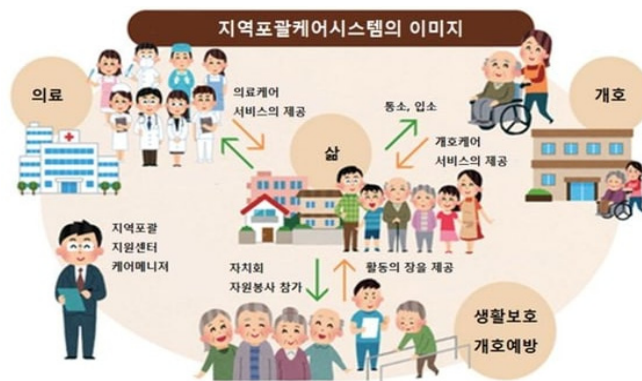 지역포괄케어시스템의 이미지
의료
의료케어
서비스의 제공
삶
통소, 입소
개호케어
서비스의 제공
개호
지역포괄
지원센터
케어메니저
자치회
자원봉사 참가
활동의 장을 제공
생활보호
개호예방